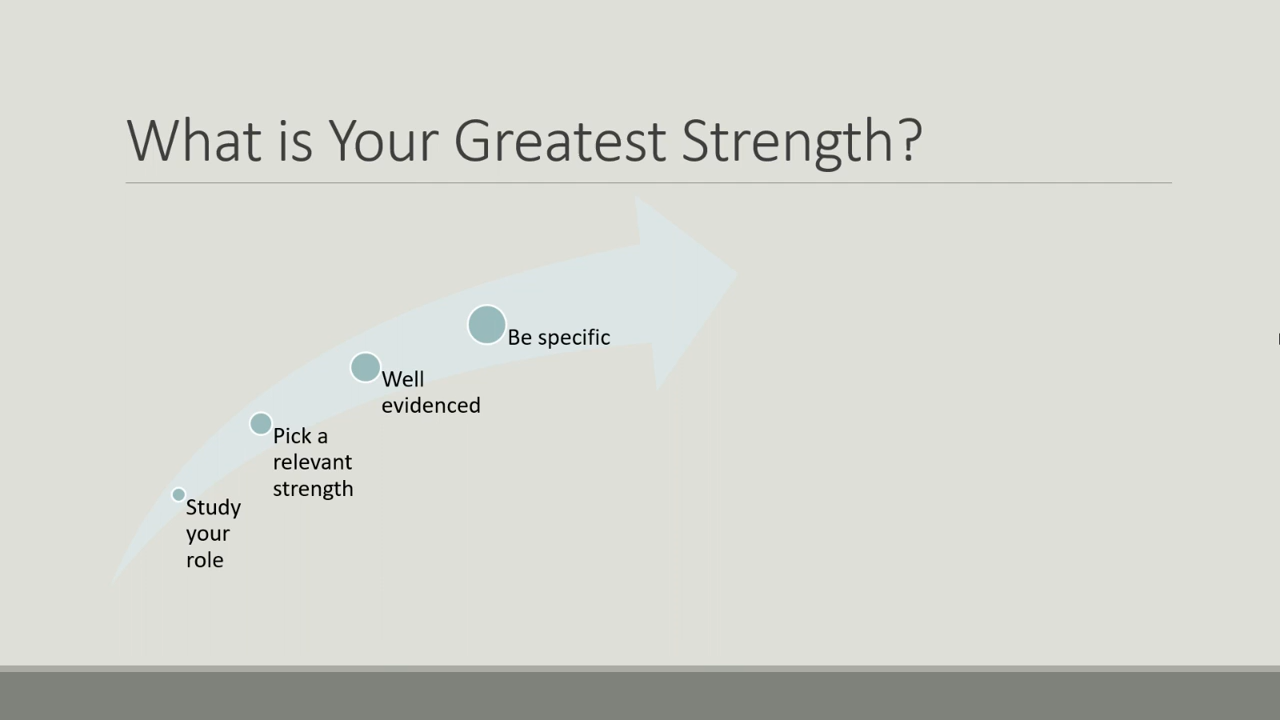 What is Your Greatest Strength?
Study
your
role
Pick a
relevant
strength
Well
evidenced
Be specific